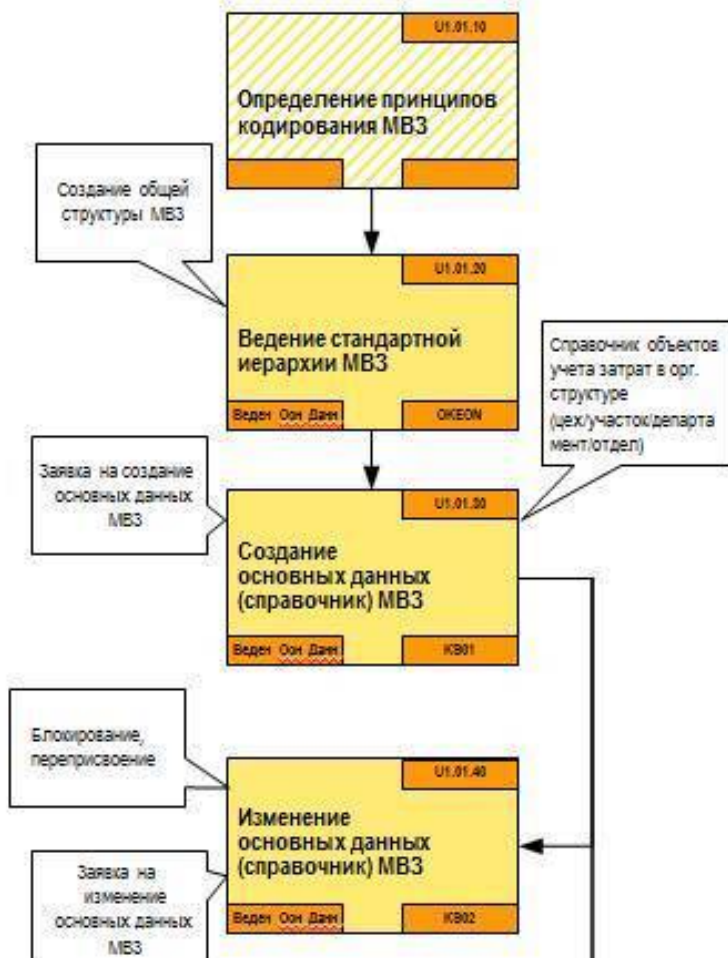 U1.01.10
Определение принципов
кодирования МВЗ
Создание общей
структуры МВЗ
U1.01.20
Ведение стандартной
иерархии МВЗ
Веден Осн Данн
OKEON
Справочник объектов
учета затрат в орг.
структуре
(цех/участок/департа
мент/отдел)
Заявка на создание
основных данных
МВЗ
U1.01.30
Создание
основных данных
(справочник) МВЗ
Веден Осн Данн
KB01
Блокирование,
переприсвоение
U1.01.40
Изменение
основных данных
(справочник) МВЗ
Заявка на
изменение
основных данных
МВЗ
Веден Осн Данн
KB02